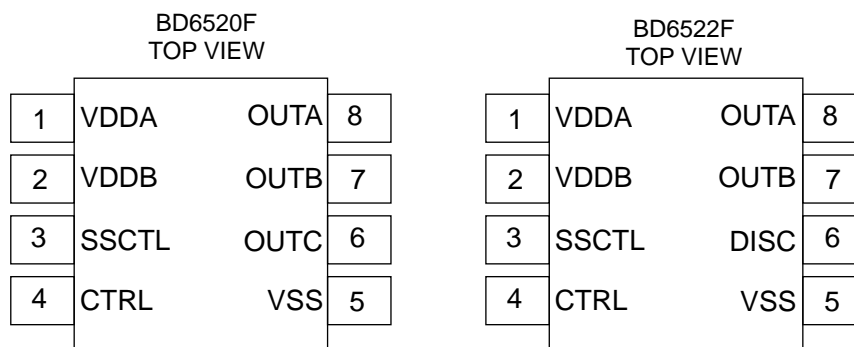 BD6520F
TOP VIEW
1 VDDA OUTA 8
2 VDDB OUTB 7
3 SSCTL OUTC 6
4 CTRL VSS 5
BD6522F
TOP VIEW
1 VDDA OUTA 8
2 VDDB OUTB 7
3 SSCTL DISC 6
4 CTRL VSS 5